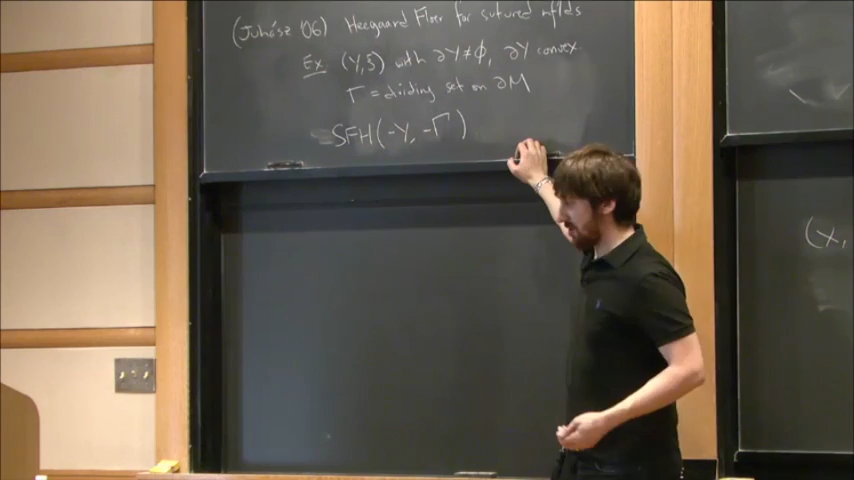 (Juhász '06) Heegaard Floer for sutured mflds
Ex (Y,ξ) with ∂Y≠∅, ∂Y convex.
Γ = dividing set on ∂M
SFH(-Y, -Γ)
(X,